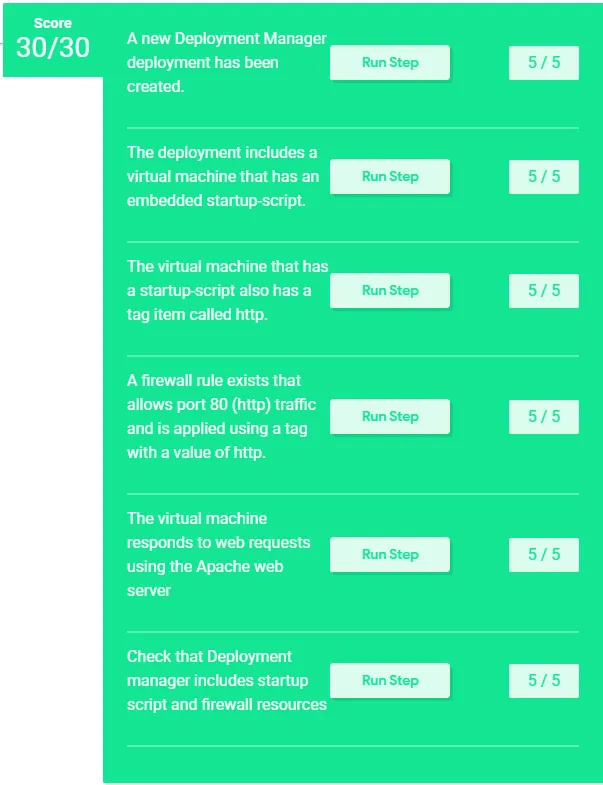 Score
30/30
A new Deployment Manager
deployment has been
created.
Run Step
5 / 5
The deployment includes a
virtual machine that has an
embedded startup-script.
Run Step
5 / 5
The virtual machine that has
a startup-script also has a
tag item called http.
Run Step
5 / 5
A firewall rule exists that
allows port 80 (http) traffic
and is applied using a tag
with a value of http.
Run Step
5 / 5
The virtual machine
responds to web requests
using the Apache web
server
Run Step
5 / 5
Check that Deployment
manager includes startup
script and firewall resources
Run Step
5 / 5